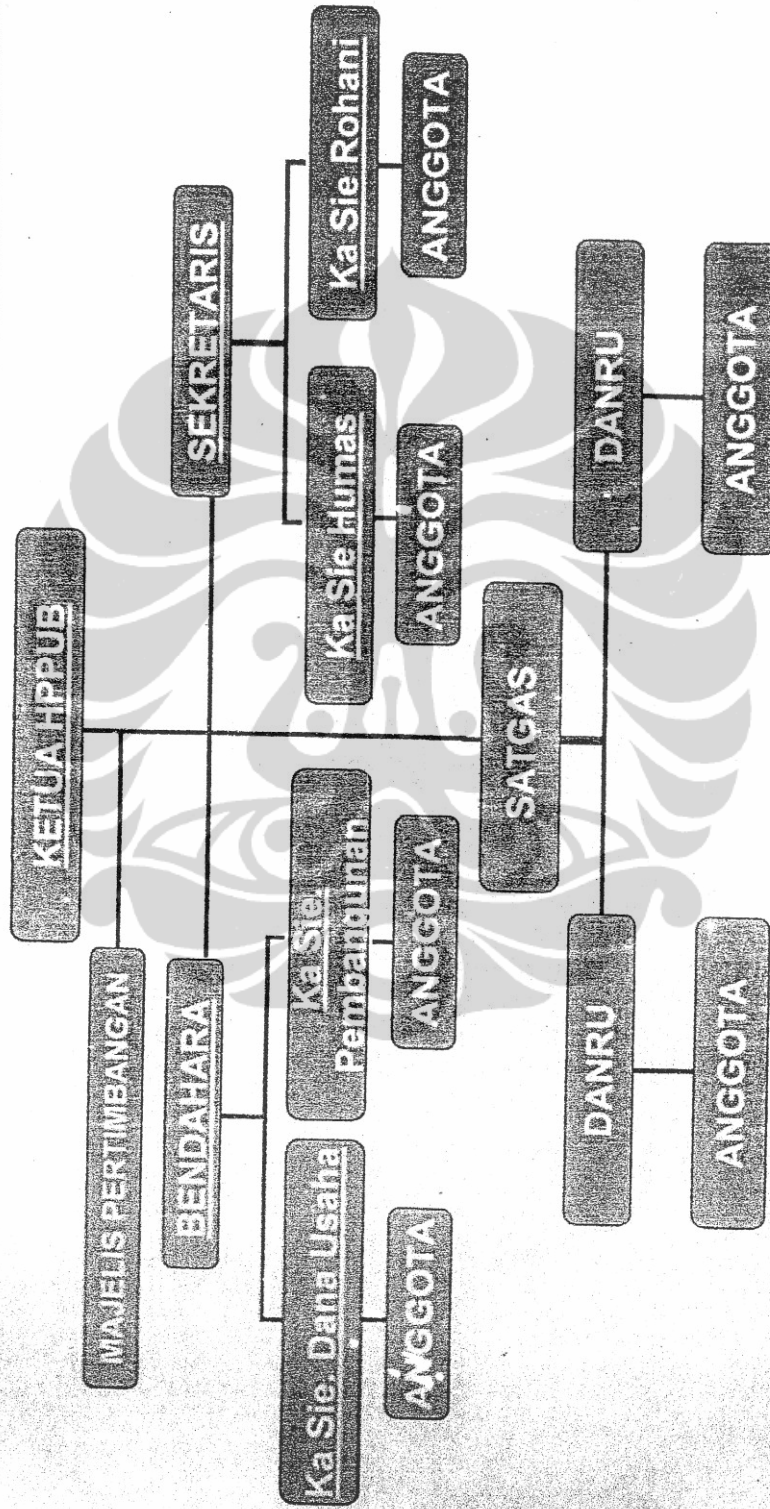 KETUA HPPUB
MAJELIS PERTIMBANGAN
BENDAHARA
SEKRETARIS
Ka Sie. Dana Usaha
Ka Sie.
Pembangunan
Ka Sie Humas
Ka Sie Rohani
ANGGOTA
ANGGOTA
ANGGOTA
ANGGOTA
SATGAS
DANRU
DANRU
ANGGOTA
ANGGOTA